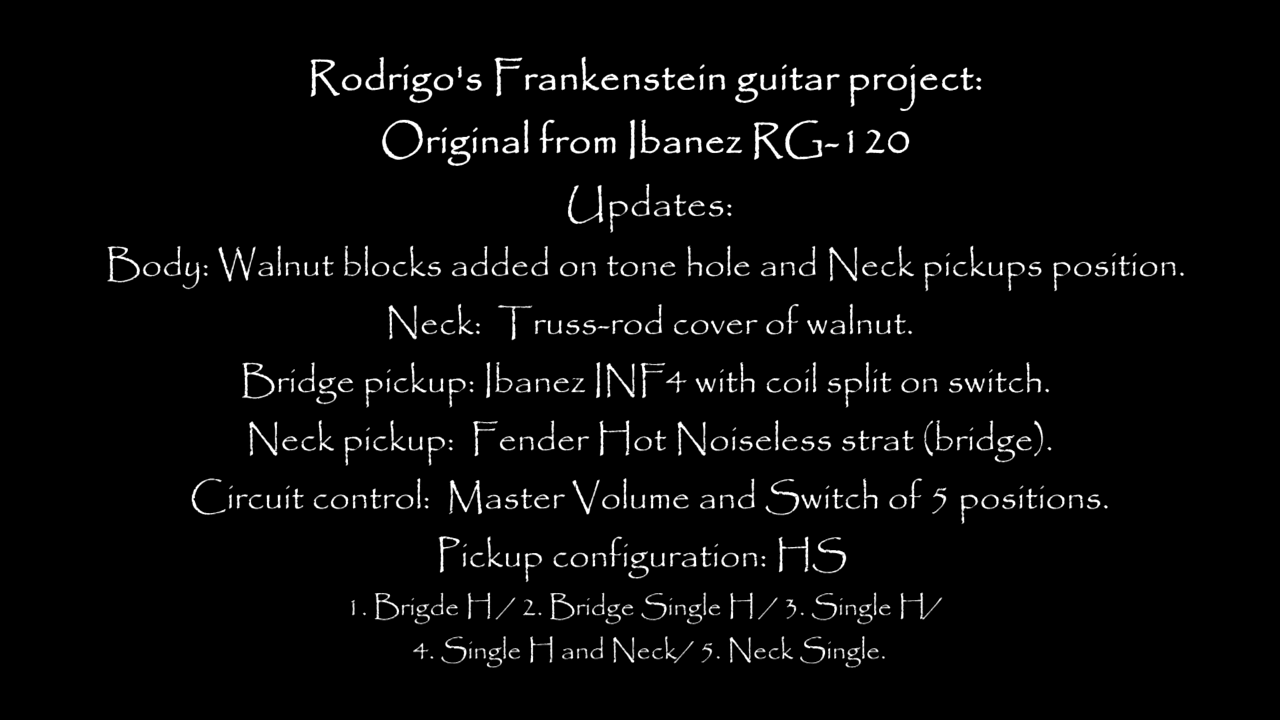 Rodrigo's Frankenstein guitar project:
Original from Ibanez RG-120
Updates:
Body: Walnut blocks added on tone hole and Neck pickups position.
Neck: Truss-rod cover of walnut.
Bridge pickup: Ibanez INF4 with coil split on switch.
Neck pickup: Fender Hot Noiseless strat (bridge).
Circuit control: Master Volume and Switch of 5 positions.
Pickup configuration: HS
1. Brigde H / 2. Bridge Single H / 3. Single H/
4. Single H and Neck/ 5. Neck Single.